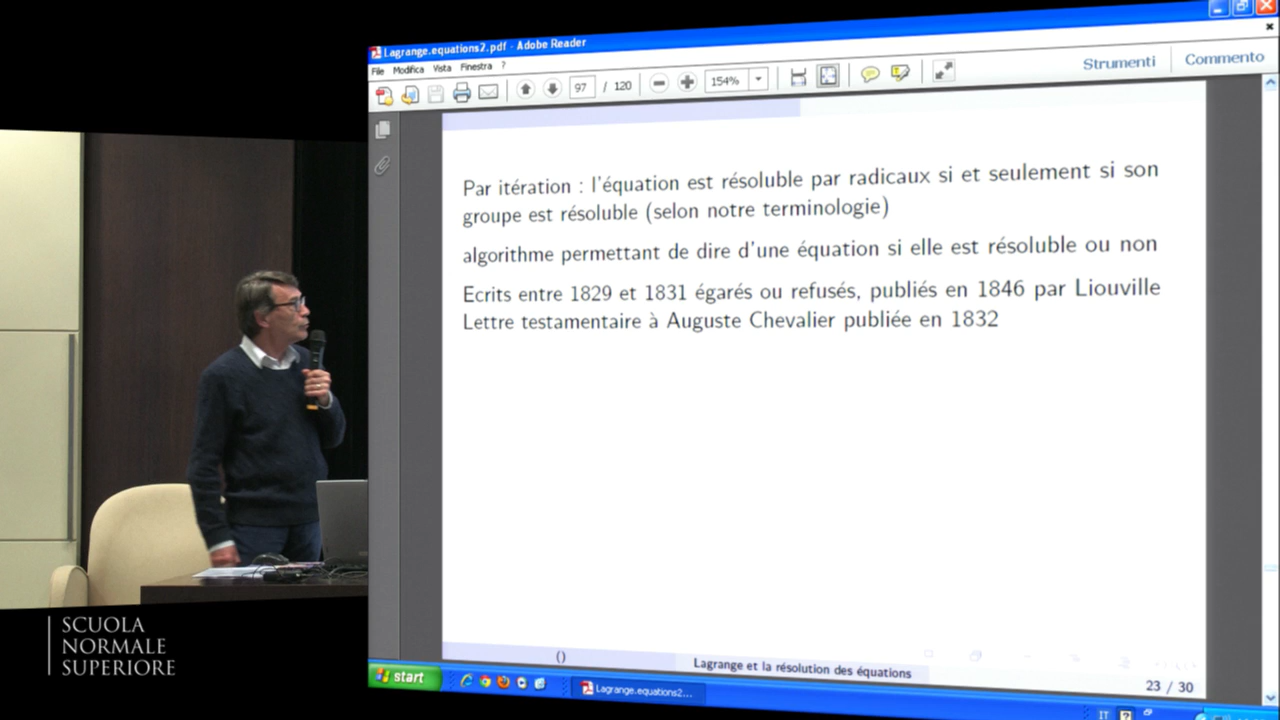 Lagrange.equations2.pdf - Adobe Reader
File Modifica Vista Finestra ?
97 / 120 154% Strumenti Commento
Par itération : l'équation est résoluble par radicaux si et seulement si son
groupe est résoluble (selon notre terminologie)
algorithme permettant de dire d'une équation si elle est résoluble ou non
Ecrits entre 1829 et 1831 égarés ou refusés, publiés en 1846 par Liouville
Lettre testamentaire à Auguste Chevalier publiée en 1832
() Lagrange et la résolution des équations 23 / 30
start Lagrange.equations2... IT
SCUOLA
NORMALE
SUPERIORE